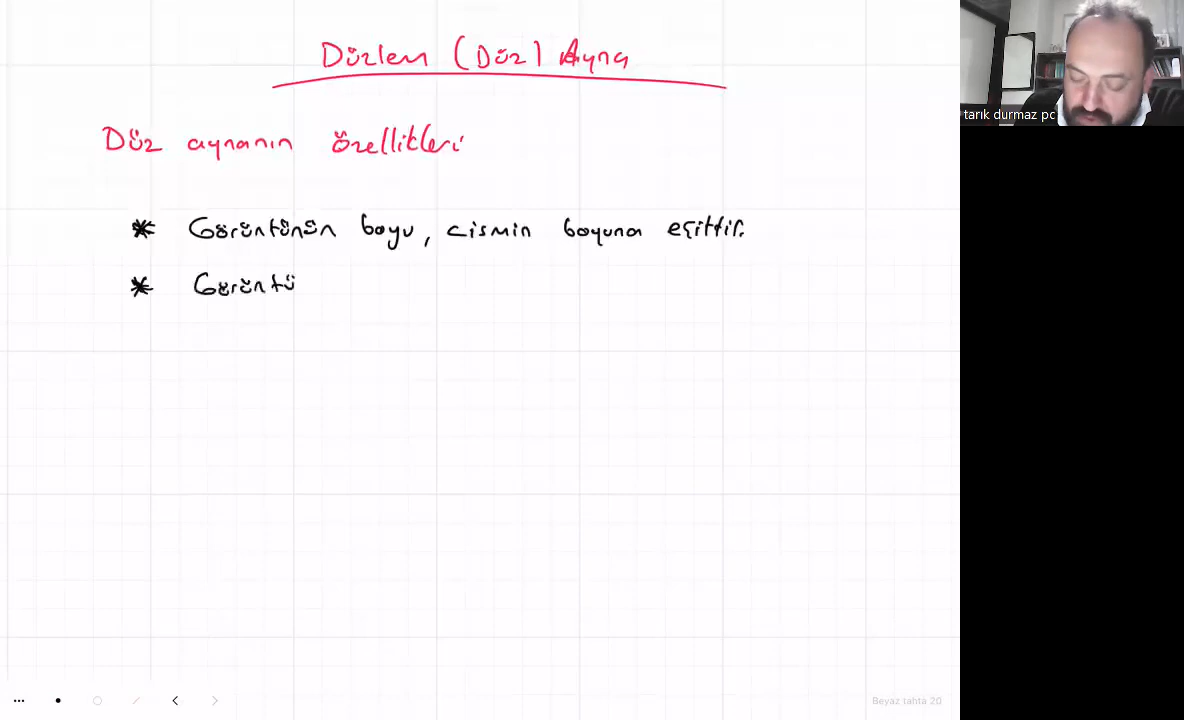 Düzlem (Düz) Ayna
tarık durmaz pc
Düz aynanın özellikleri
* Görüntünün boyu, cismin boyuna eşittir.
* Görüntü
Beyaz tahta 20